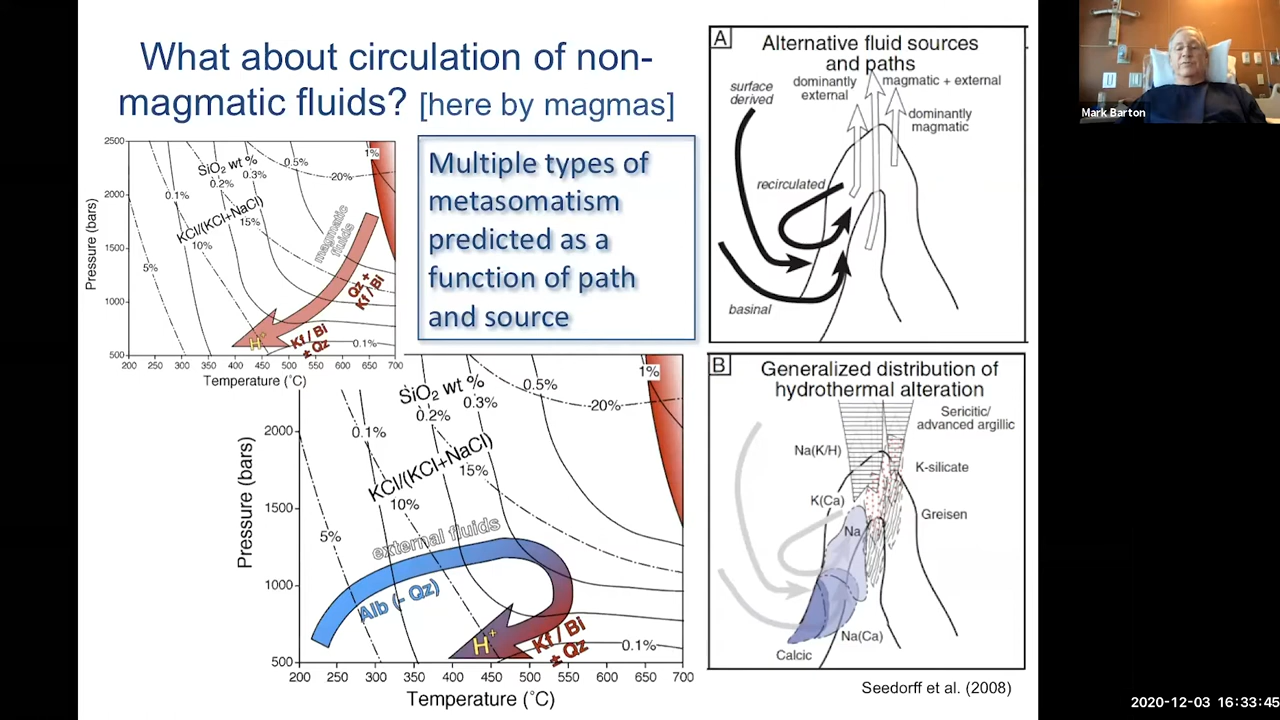 What about circulation of non-
magmatic fluids? [here by magmas]
2500
2000
1500
1000
500
Pressure (bars)
200 250 300 350 400 450 500 550 600 650 700
Temperature (˚C)
SiO₂ wt %
0.1%
0.2%
0.3%
0.5%
1%
20%
KCl/(KCl+NaCl)
15%
10%
5%
magmatic
fluids
Qz +
Kf / Bi
H⁺
Kf / Bi
± Qz
0.1%
Multiple types of
metasomatism
predicted as a
function of path
and source
2000
1500
1000
500
Pressure (bars)
200 250 300 350 400 450 500 550 600 650 700
Temperature (˚C)
SiO₂ wt %
0.1%
0.2%
0.3%
0.5%
1%
20%
KCl/(KCl+NaCl)
15%
10%
5%
external fluids
Alb (- Qz)
H⁺
Kf / Bi
± Qz
0.1%
A
Alternative fluid sources
and paths
surface
derived
dominantly
external
magmatic + external
dominantly
magmatic
recirculated
basinal
B
Generalized distribution of
hydrothermal alteration
Sericitic/
advanced argillic
Na(K/H)
K-silicate
K(Ca)
Greisen
Na
Na(Ca)
Calcic
Seedorff et al. (2008)
Mark Barton
2020-12-03 16:33:45